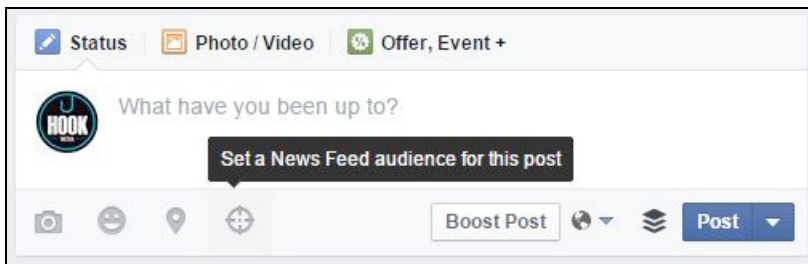 Status Photo / Video Offer, Event +
What have you been up to?
HOOK
MEDIA
Set a News Feed audience for this post
Boost Post Post